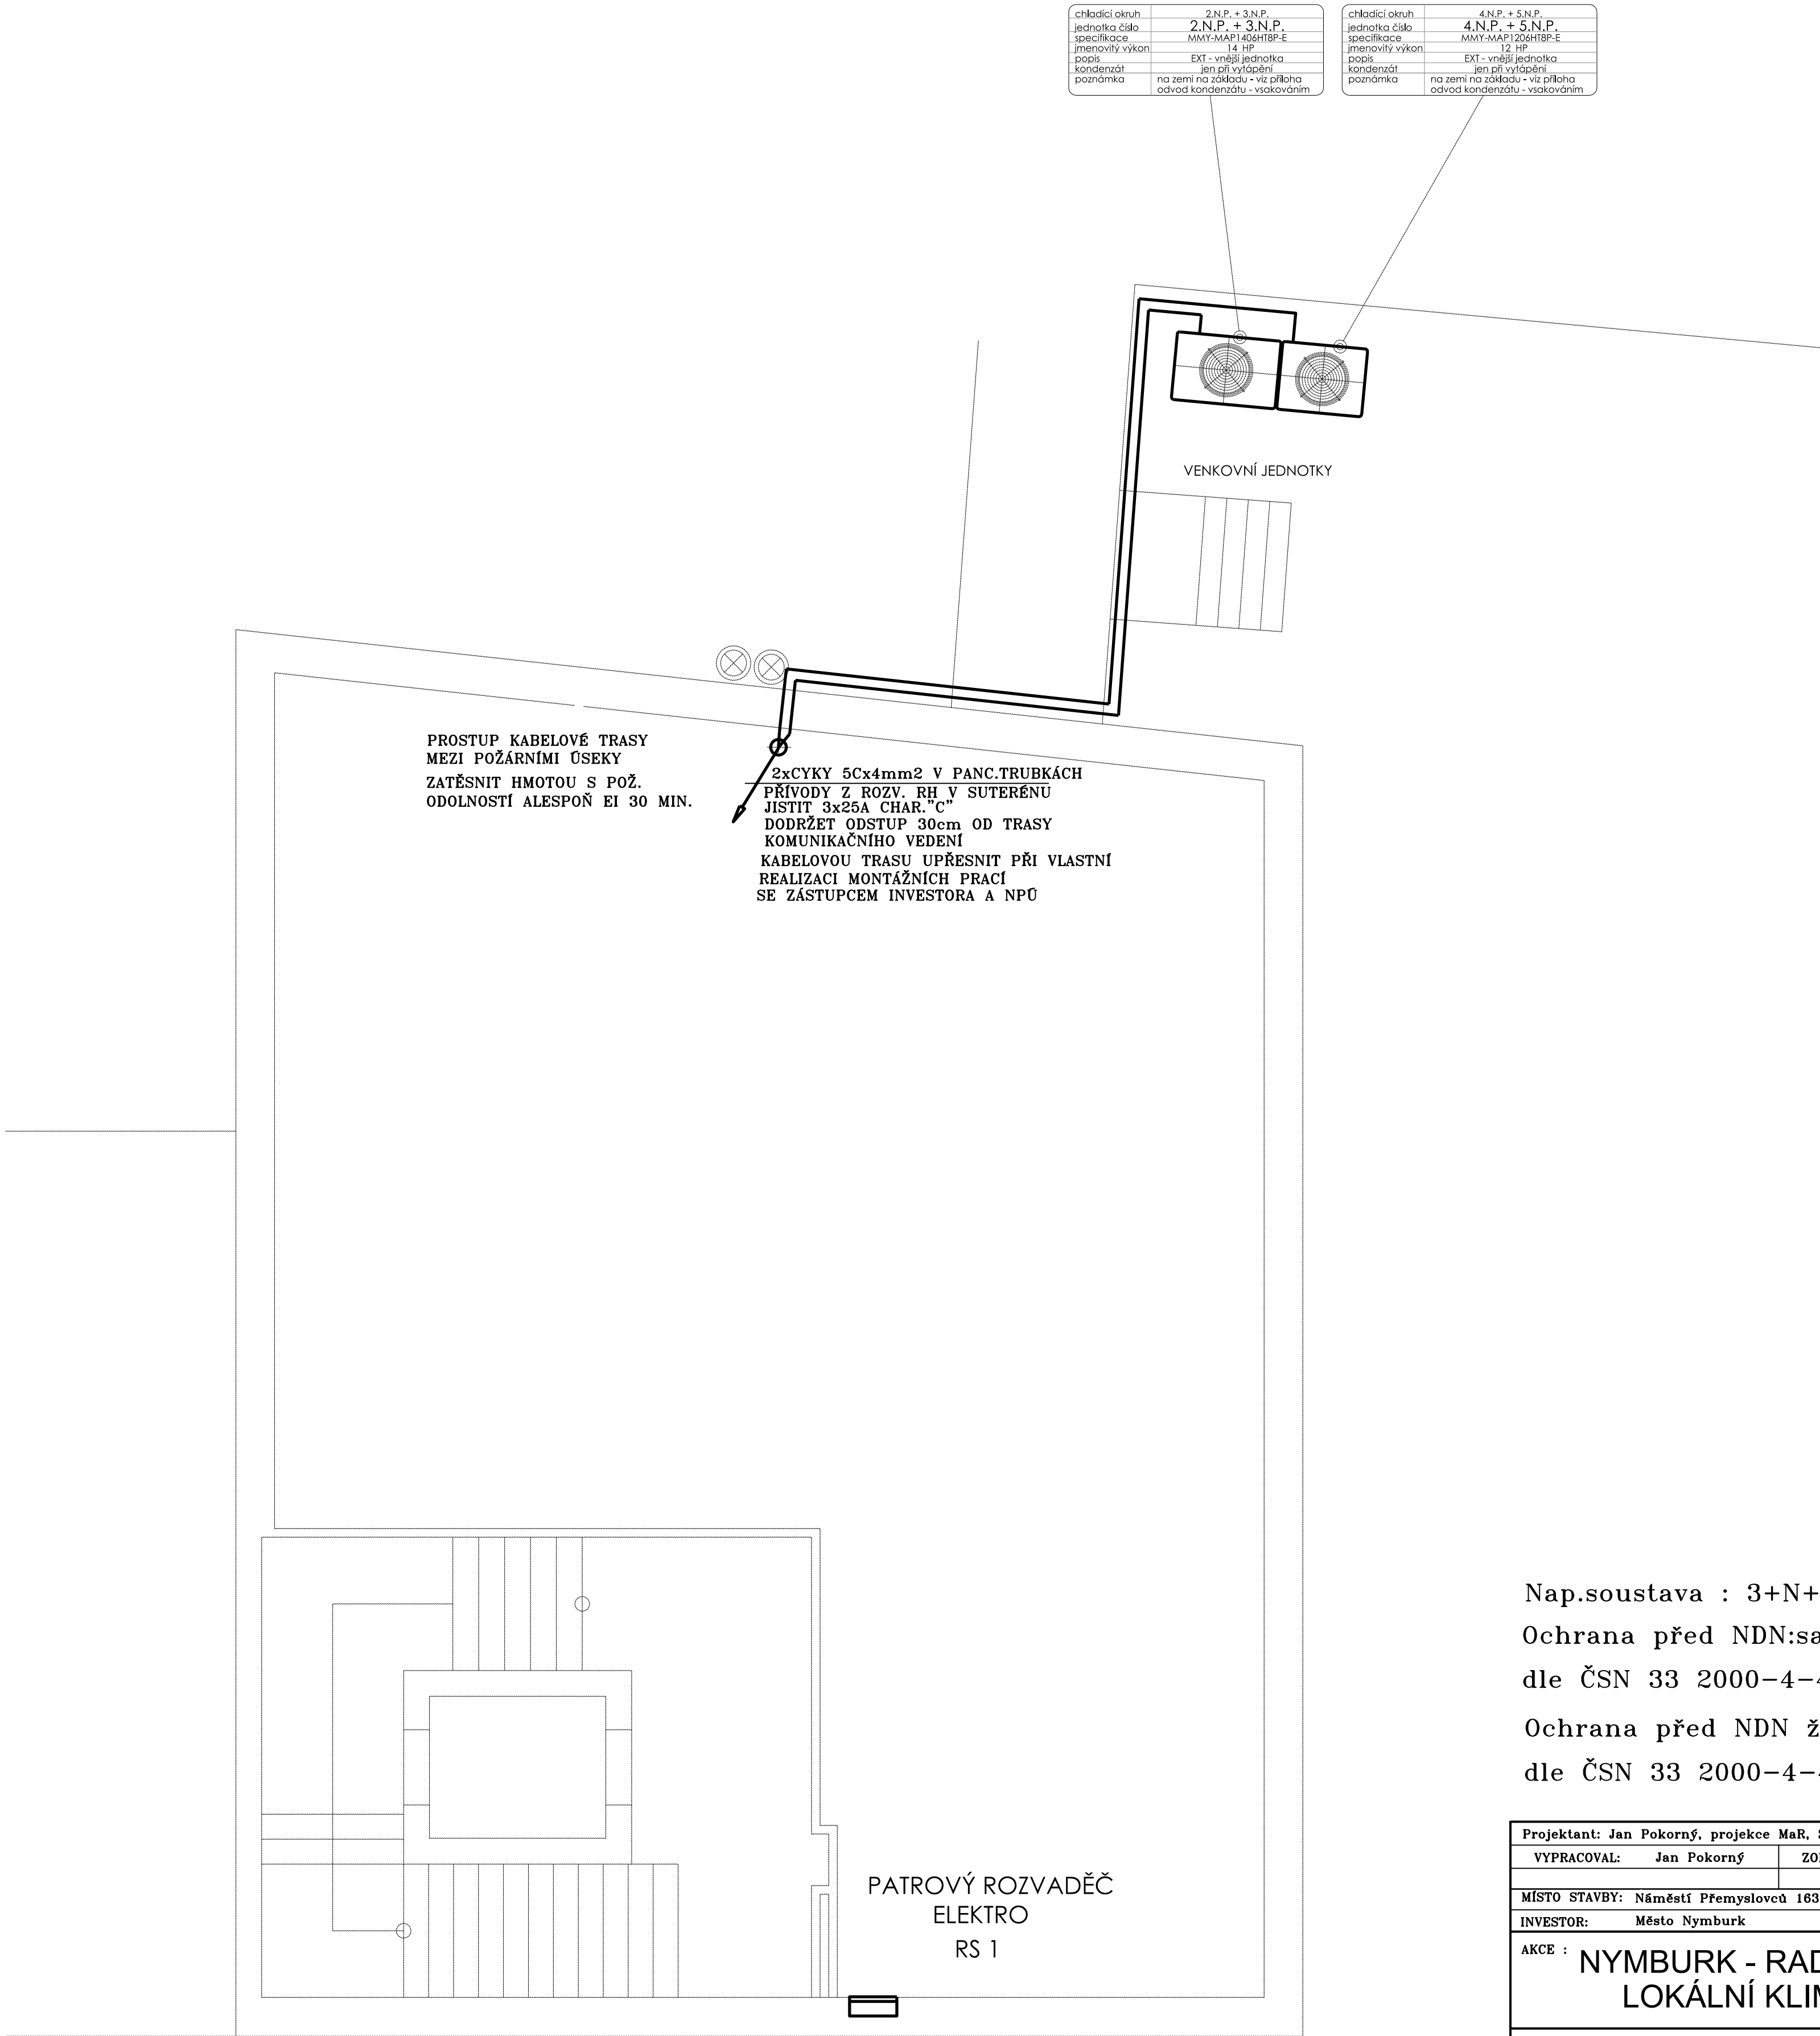 chladící okruh 2.N.P. + 3.N.P.
jednotka číslo 2.N.P. + 3.N.P.
specifikace MMY-MAP1406HT8P-E
jmenovitý výkon 14 HP
popis EXT - vnější jednotka
kondenzát jen při vytápění
poznámka na zemi na základu - viz příloha
odvod kondenzátu - vsakováním
chladící okruh 4.N.P. + 5.N.P.
jednotka číslo 4.N.P. + 5.N.P.
specifikace MMY-MAP1206HT8P-E
jmenovitý výkon 12 HP
popis EXT - vnější jednotka
kondenzát jen při vytápění
poznámka na zemi na základu - viz příloha
odvod kondenzátu - vsakováním
VENKOVNÍ JEDNOTKY
PROSTUP KABELOVÉ TRASY
MEZI POŽÁRNÍMI ÚSEKY
ZATĚSNIT HMOTOU S POŽ.
ODOLNOSTÍ ALESPOŇ EI 30 MIN.
2xCYKY 5Cx4mm2 V PANC.TRUBKÁCH
PŘÍVODY Z ROZV. RH V SUTERÉNU
JISTIT 3x25A CHAR."C"
DODRŽET ODSTUP 30cm OD TRASY
KOMUNIKAČNÍHO VEDENÍ
KABELOVOU TRASU UPŘESNIT PŘI VLASTNÍ
REALIZACI MONTÁŽNÍCH PRACÍ
SE ZÁSTUPCEM INVESTORA A NPÚ
PATROVÝ ROZVADĚČ
ELEKTRO
RS 1
Nap.soustava : 3+N+
Ochrana před NDN:sa
dle ČSN 33 2000-4-4
Ochrana před NDN ž
dle ČSN 33 2000-4-
Projektant: Jan Pokorný, projekce MaR,
VYPRACOVAL: Jan Pokorný
MÍSTO STAVBY: Náměstí Přemyslovců 163
INVESTOR: Město Nymburk
AKCE : NYMBURK - RAD
LOKÁLNÍ KLIM